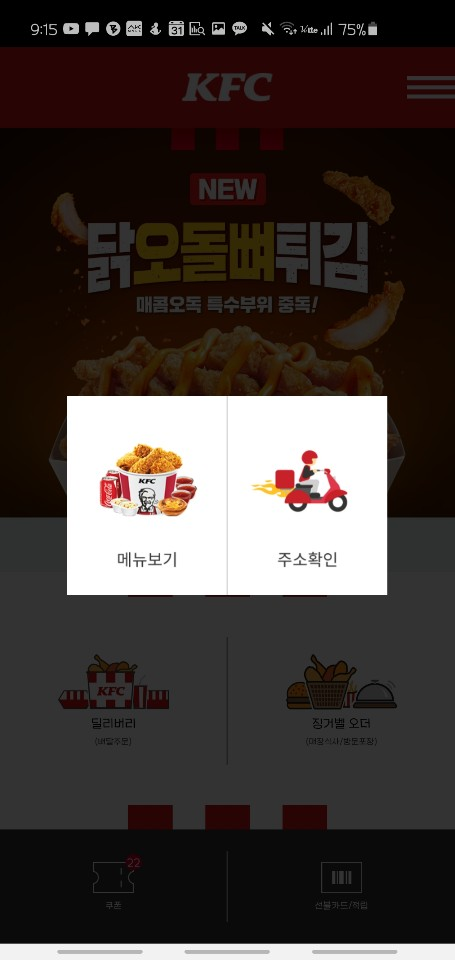 9:15
31
TALK
75%
KFC
NEW
닭오돌뼈튀김
매콤오독 특수부위 중독!
KFC
메뉴보기
주소확인
KFC
딜리버리
징거벨 오더
(배달주문)
(매장식사/방문포장)
22
쿠폰
선불카드/적립